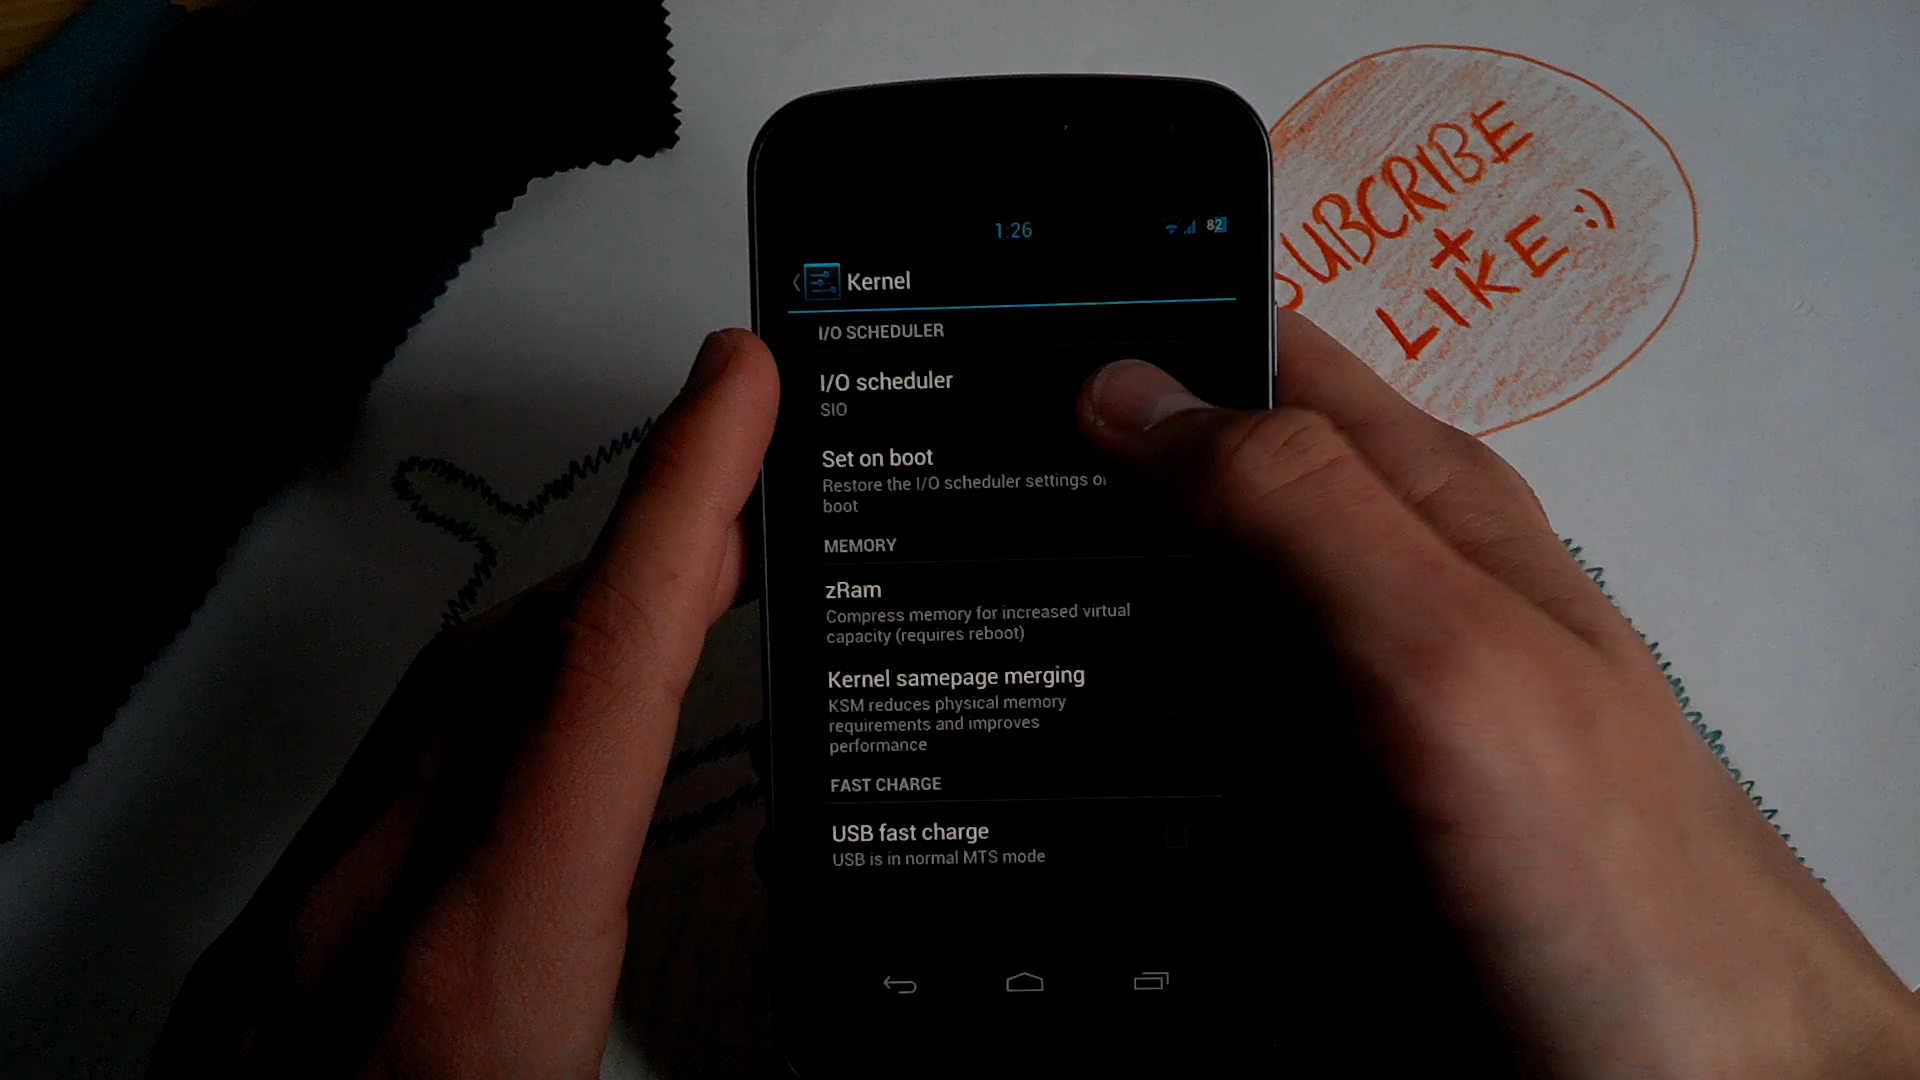 SUBCRIBE
+
LIKE :)
1:26
82
Kernel
I/O SCHEDULER
I/O scheduler
SIO
Set on boot
Restore the I/O scheduler settings
boot
MEMORY
zRam
Compress memory for increased virtual
capacity (requires reboot)
Kernel samepage merging
KSM reduces physical memory
requirements and improves
performance
FAST CHARGE
USB fast charge
USB is in normal MTS mode